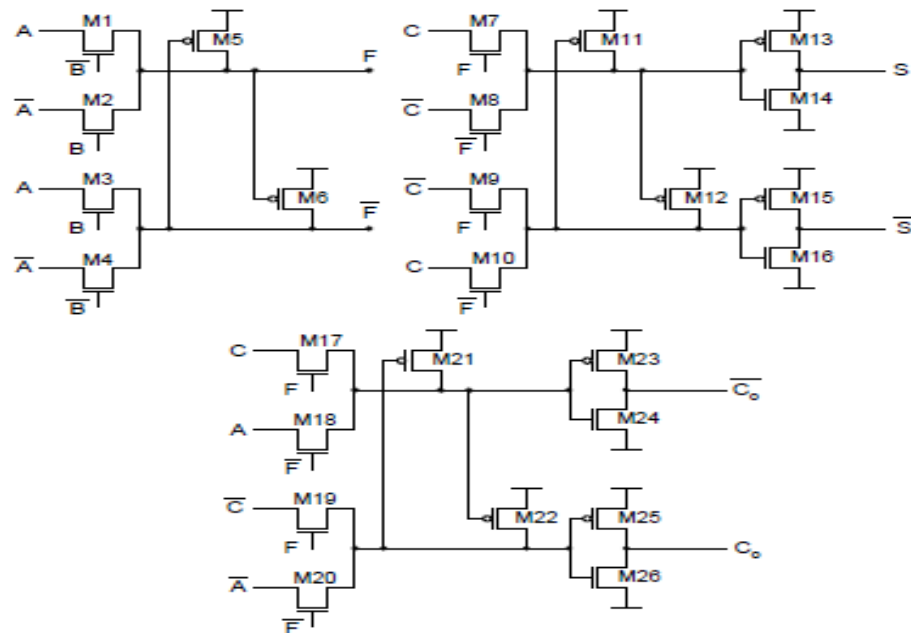 A M1 M5 C M7 M11 M13
B̅ F F S
A̅ M2 C̅ M8 M14
B F̅
A M3 M6 C̅ M9 M12 M15
B F̅ F S̅
A̅ M4 C M10 M16
B̅ F̅
C M17 M21 M23
F C̅ₒ
A M18 M24
F̅
C̅ M19 M22 M25
F Cₒ
A̅ M20 M26
F̅